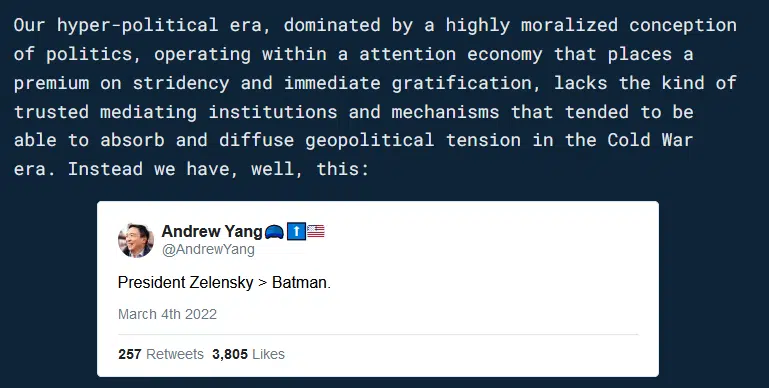 Our hyper-political era, dominated by a highly moralized conception
of politics, operating within a attention economy that places a
premium on stridency and immediate gratification, lacks the kind of
trusted mediating institutions and mechanisms that tended to be
able to absorb and diffuse geopolitical tension in the Cold War
era. Instead we have, well, this:
Andrew Yang🧢⬆️🇺🇸
@AndrewYang
President Zelensky > Batman.
March 4th 2022
257 Retweets 3,805 Likes